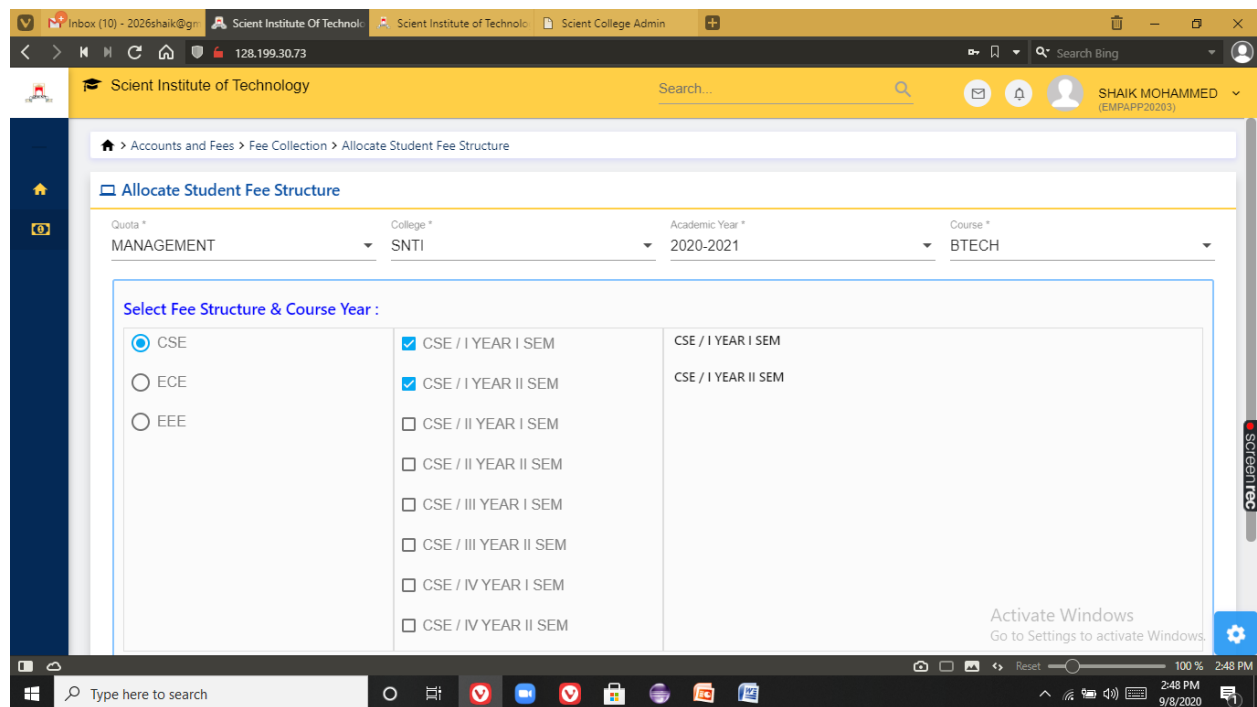 Inbox (10) - 2026shaik@gm
Scient Institute Of Technolo
Scient Institute of Technolo
Scient College Admin
128.199.30.73
Search Bing
Scient Institute of Technology
Search...
SHAIK MOHAMMED
(EMPAPP20203)
> Accounts and Fees > Fee Collection > Allocate Student Fee Structure
Allocate Student Fee Structure
Quota * College * Academic Year * Course *
MANAGEMENT SNTI 2020-2021 BTECH
Select Fee Structure & Course Year :
CSE
ECE
EEE
CSE / I YEAR I SEM
CSE / I YEAR II SEM
CSE / II YEAR I SEM
CSE / II YEAR II SEM
CSE / III YEAR I SEM
CSE / III YEAR II SEM
CSE / IV YEAR I SEM
CSE / IV YEAR II SEM
CSE / I YEAR I SEM
CSE / I YEAR II SEM
screenrec
Activate Windows
Go to Settings to activate Windows.
Reset 100 % 2:48 PM
Type here to search
2:48 PM
9/8/2020